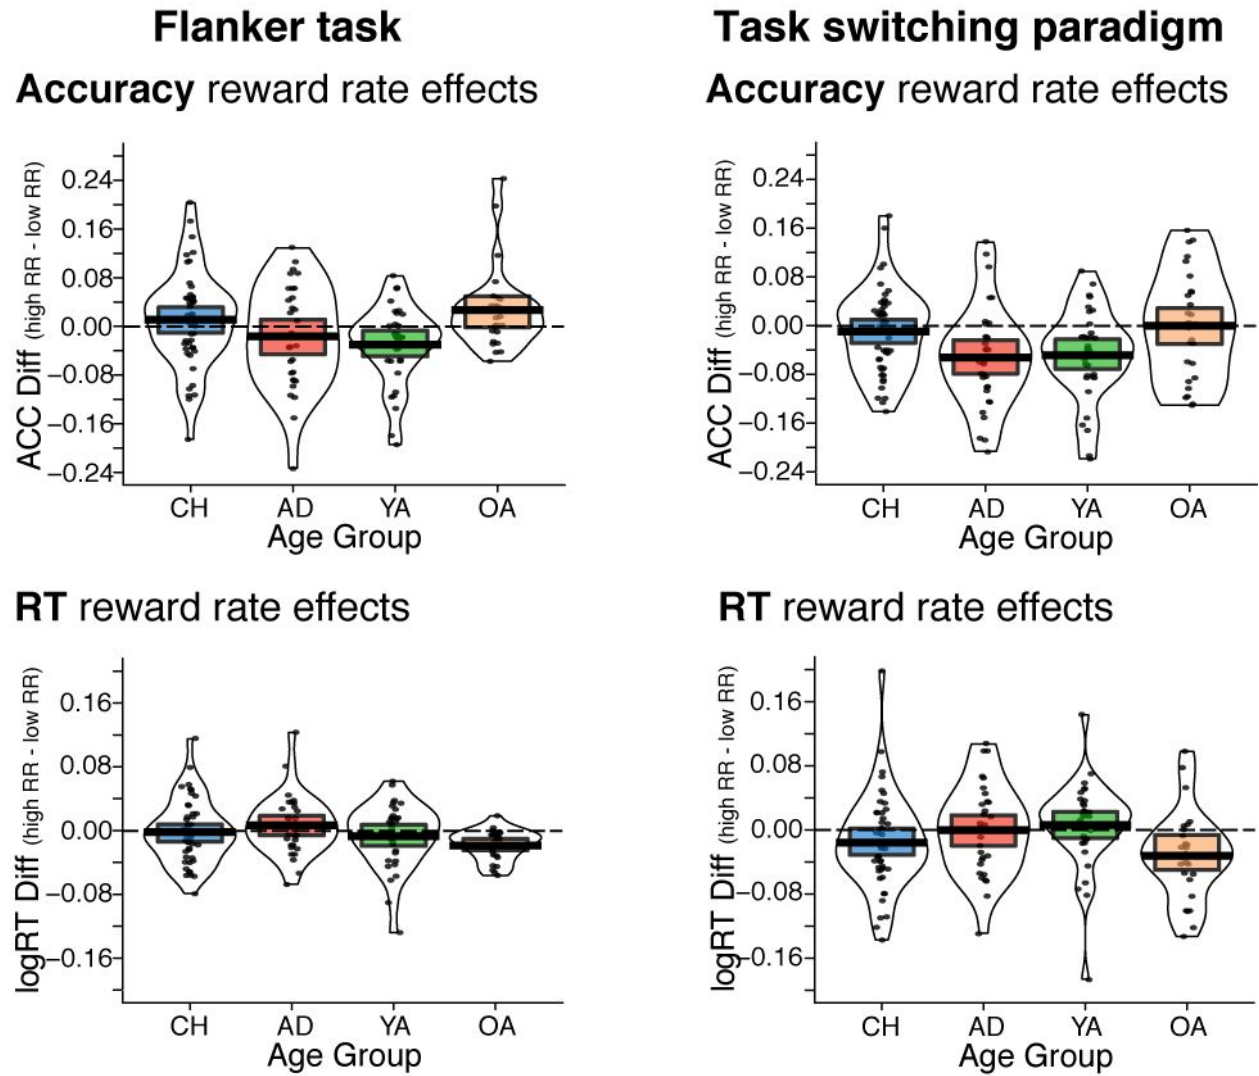 Flanker task
Accuracy reward rate effects
ACC Diff (high RR - low RR)
0.24
0.16
0.08
0.00
−0.08
−0.16
−0.24
CH AD YA OA
Age Group
Task switching paradigm
Accuracy reward rate effects
ACC Diff (high RR - low RR)
0.24
0.16
0.08
0.00
−0.08
−0.16
−0.24
CH AD YA OA
Age Group
RT reward rate effects
logRT Diff (high RR - low RR)
0.16
0.08
0.00
−0.08
−0.16
CH AD YA OA
Age Group
RT reward rate effects
logRT Diff (high RR - low RR)
0.16
0.08
0.00
−0.08
−0.16
CH AD YA OA
Age Group